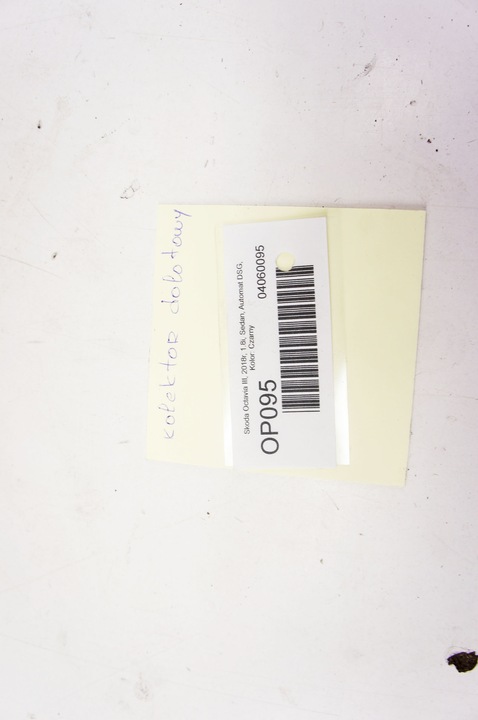 kolektor dolotowy
Skoda Octavia III, 2018r, 1.8i, Sedan, Automat DSG,
Kolor: Czarny
OP095
04060095